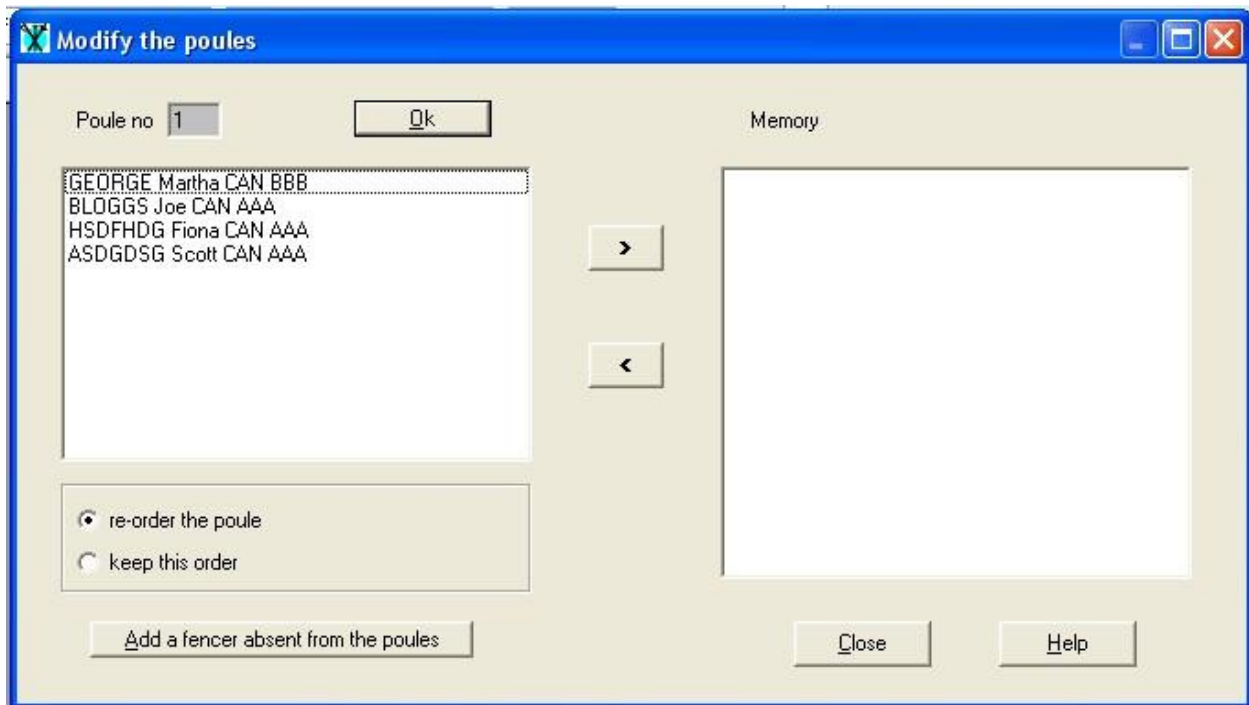 Modify the poules
Poule no 1 Ok Memory
GEORGE Martha CAN BBB
BLOGGS Joe CAN AAA
HSDFHDG Fiona CAN AAA
ASDGDSG Scott CAN AAA
>
<
re-order the poule
keep this order
Add a fencer absent from the poules
Close Help